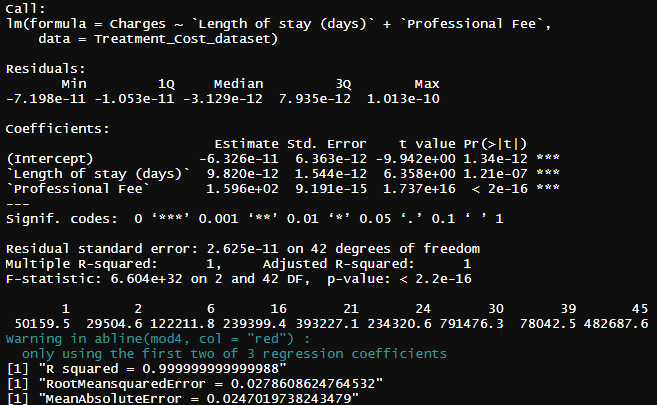 Call:
lm(formula = Charges ~ `Length of stay (days)` + `Professional Fee`,
    data = Treatment_Cost_dataset)

Residuals:
       Min         1Q     Median         3Q        Max
-7.198e-11 -1.053e-11 -3.129e-12  7.935e-12  1.013e-10

Coefficients:
                          Estimate Std. Error    t value Pr(>|t|)
(Intercept)             -6.326e-11  6.363e-12 -9.942e+00 1.34e-12 ***
`Length of stay (days)`  9.820e-12  1.544e-12  6.358e+00 1.21e-07 ***
`Professional Fee`       1.596e+02  9.191e-15  1.737e+16  < 2e-16 ***
---
Signif. codes:  0 ‘***’ 0.001 ‘**’ 0.01 ‘*’ 0.05 ‘.’ 0.1 ‘ ’ 1

Residual standard error: 2.625e-11 on 42 degrees of freedom
Multiple R-squared:      1,	Adjusted R-squared:      1
F-statistic: 6.604e+32 on 2 and 42 DF,  p-value: < 2.2e-16

       1        2        6       16       21       24       30       39       45
 50159.5  29504.6 122211.8 239399.4 393227.1 234320.6 791476.3  78042.5 482687.6
Warning in abline(mod4, col = "red") :
  only using the first two of 3 regression coefficients
[1] "R squared = 0.999999999999988"
[1] "RootMeansquaredError = 0.0278608624764532"
[1] "MeanAbsoluteError = 0.0247019738243479"